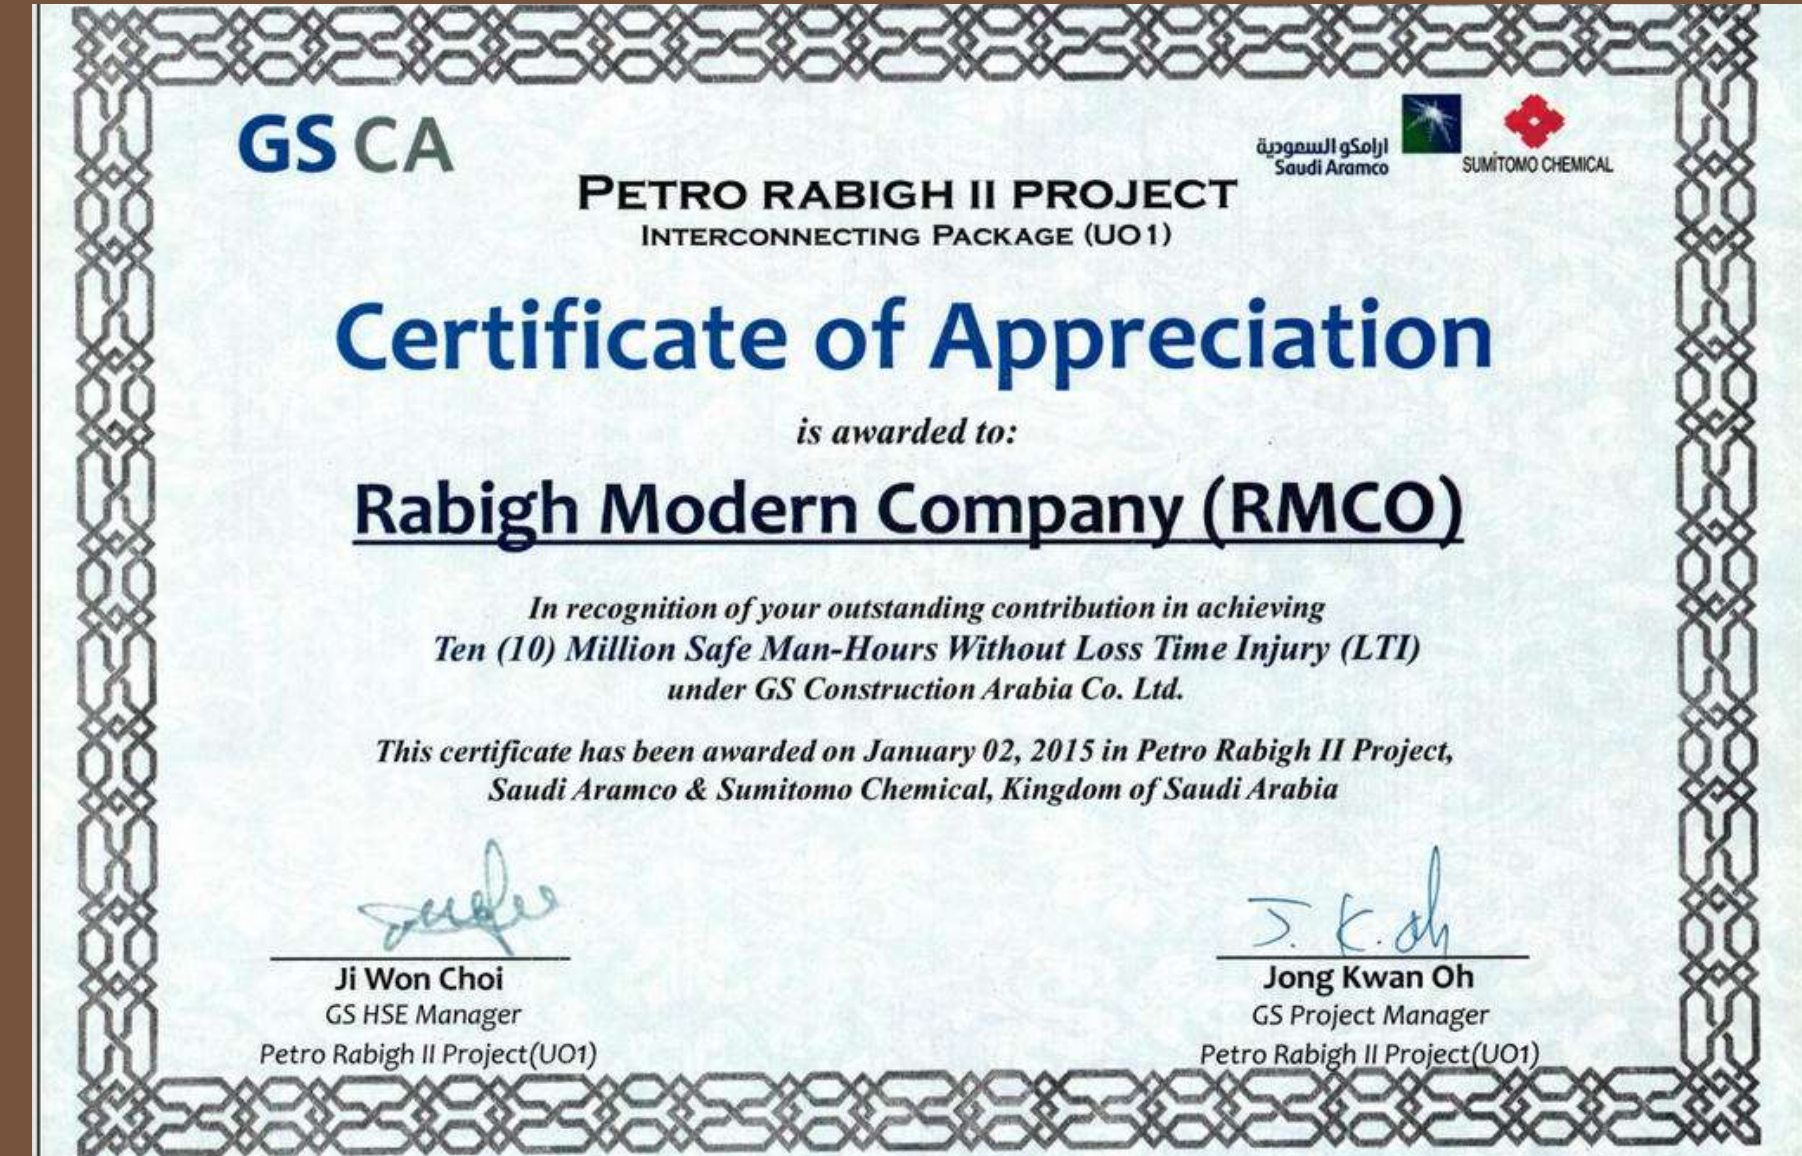 GS CA
ارامكو السعودية
Saudi Aramco
SUMİTOMO CHEMICAL
PETRO RABIGH II PROJECT
INTERCONNECTING PACKAGE (UO1)
Certificate of Appreciation
is awarded to:
Rabigh Modern Company (RMCO)
In recognition of your outstanding contribution in achieving
Ten (10) Million Safe Man-Hours Without Loss Time Injury (LTI)
under GS Construction Arabia Co. Ltd.
This certificate has been awarded on January 02, 2015 in Petro Rabigh II Project,
Saudi Aramco & Sumitomo Chemical, Kingdom of Saudi Arabia
J. K. Oh
Ji Won Choi
GS HSE Manager
Petro Rabigh II Project(UO1)
Jong Kwan Oh
GS Project Manager
Petro Rabigh II Project(UO1)